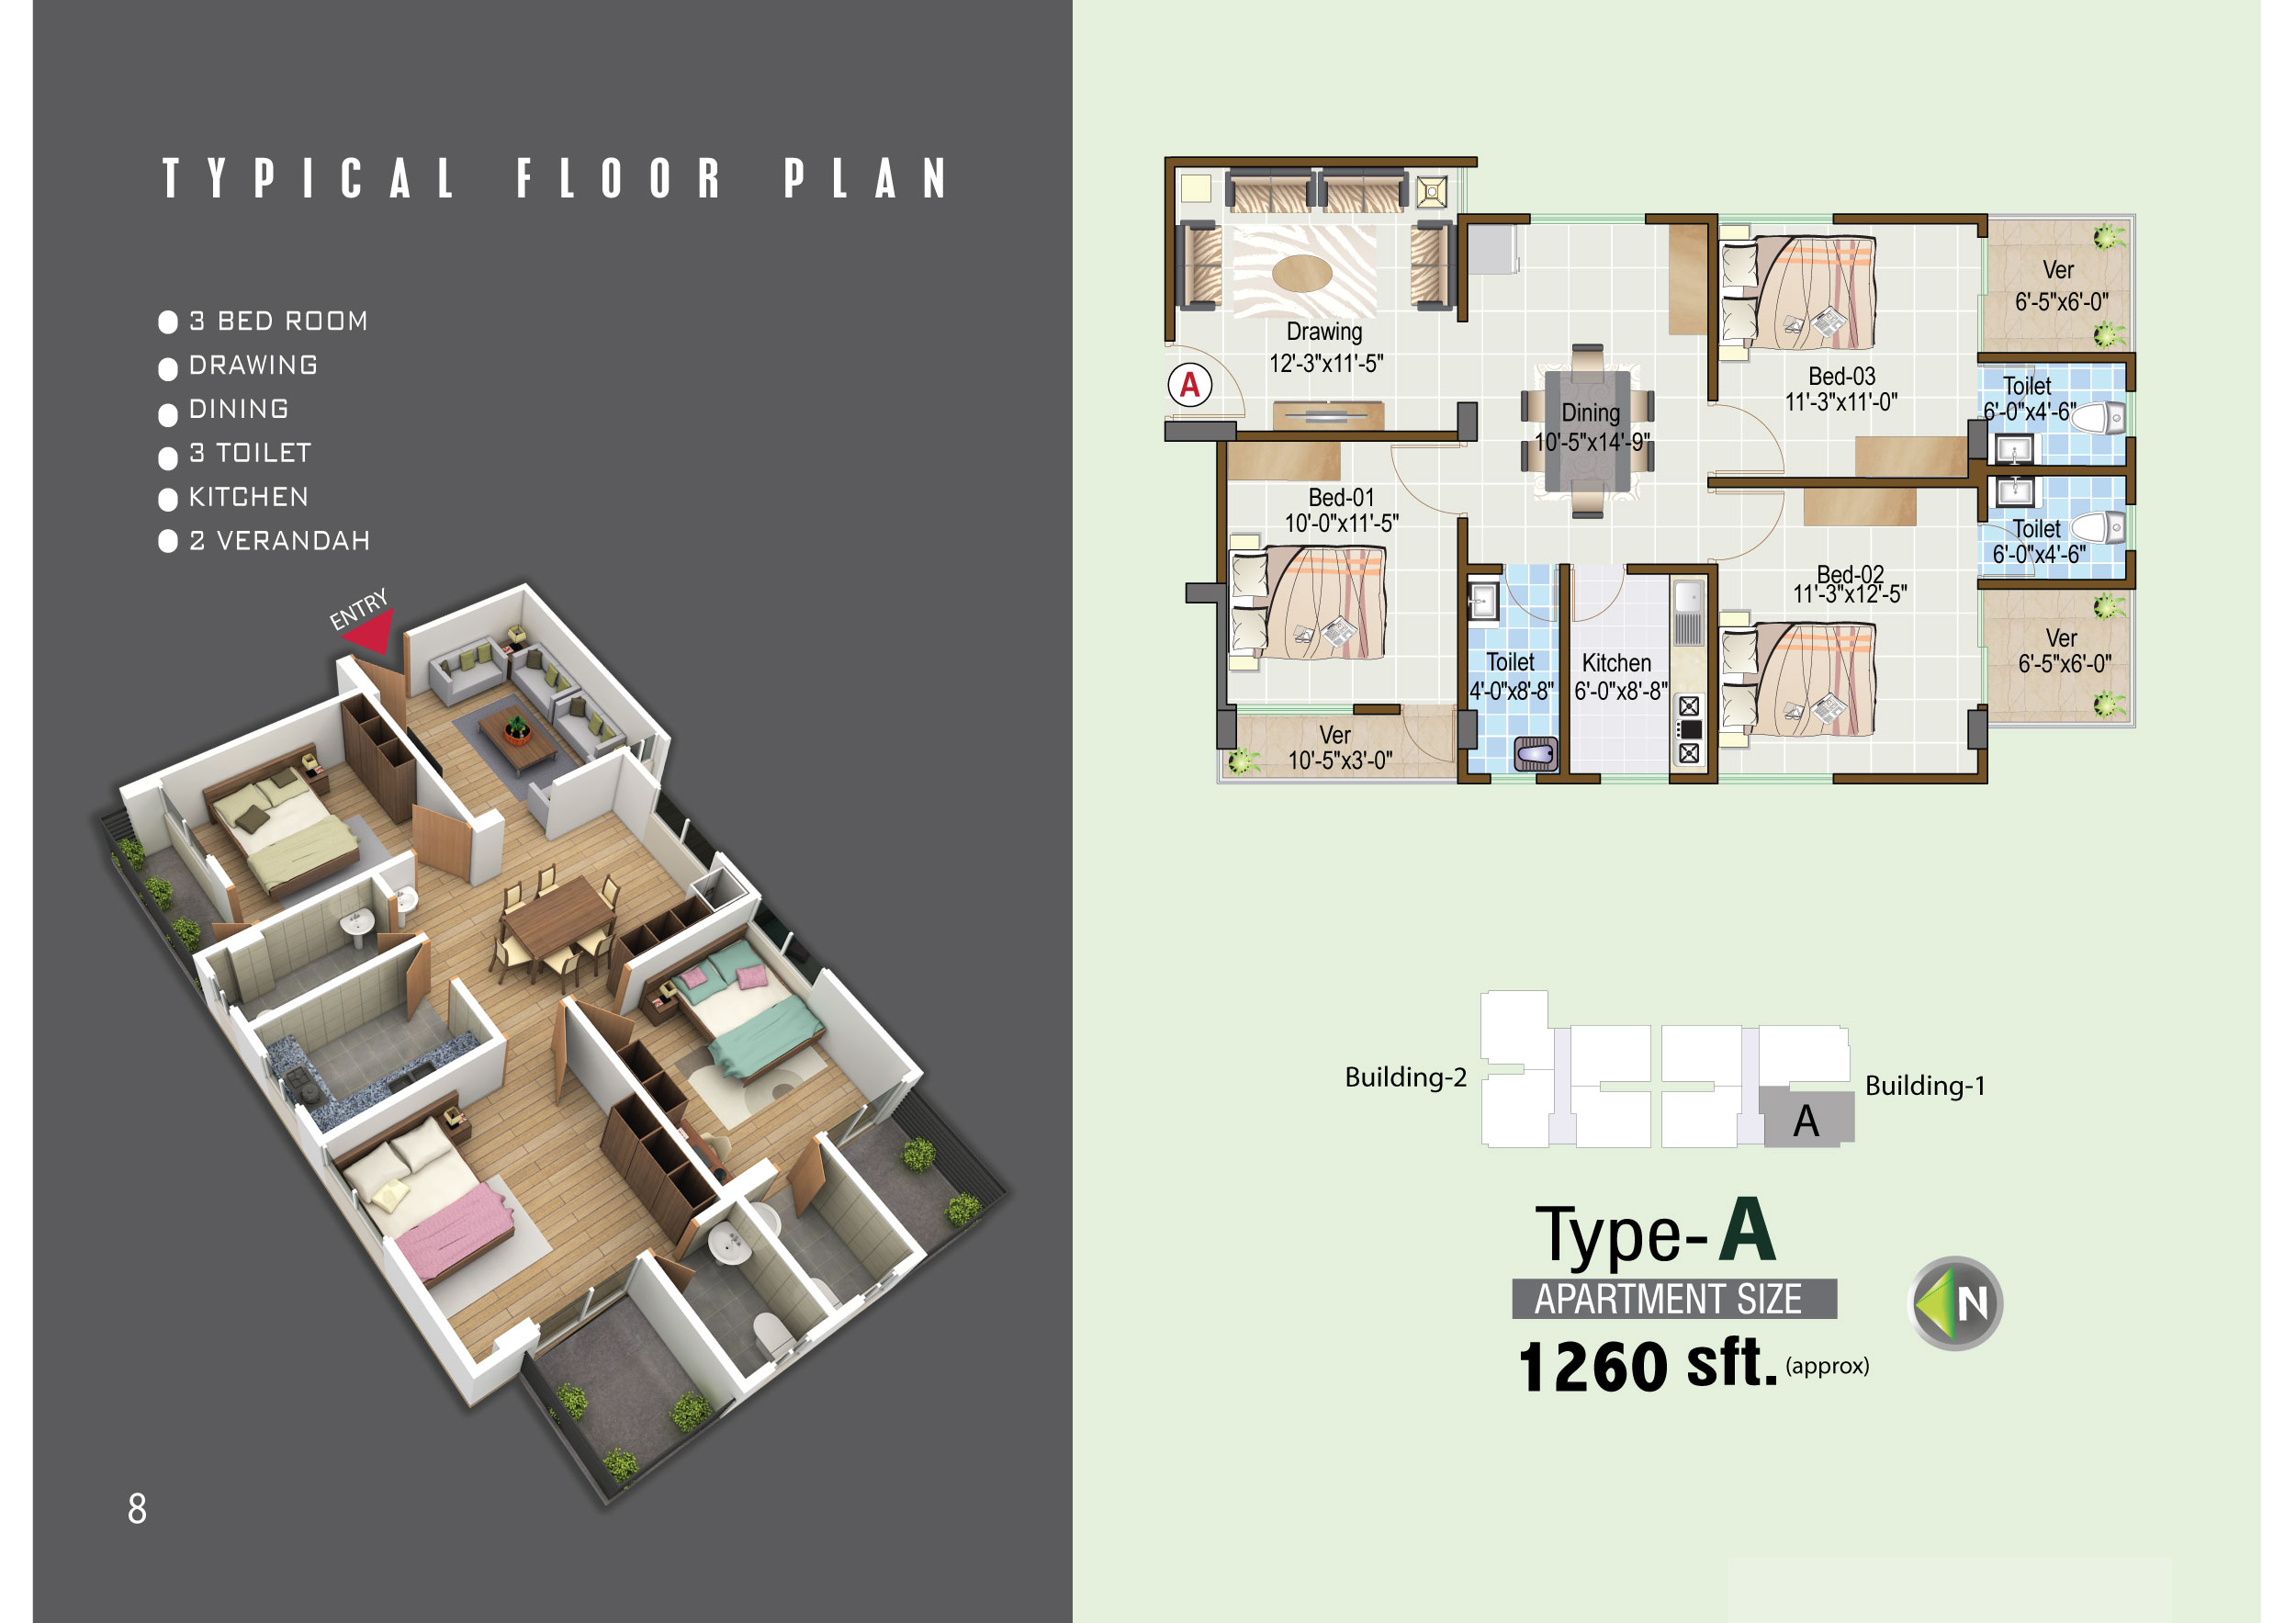 TYPICAL FLOOR PLAN
3 BED ROOM
DRAWING
DINING
3 TOILET
KITCHEN
2 VERANDAH
ENTRY
8
Drawing
12'-3"x11'-5"
A
Dining
10'-5"x14'-9"
Bed-03
11'-3"x11'-0"
Ver
6'-5"x6'-0"
Toilet
6'-0"x4'-6"
Toilet
6'-0"x4'-6"
Bed-01
10'-0"x11'-5"
Bed-02
11'-3"x12'-5"
Toilet
4'-0"x8'-8"
Kitchen
6'-0"x8'-8"
Ver
6'-5"x6'-0"
Ver
10'-5"x3'-0"
Building-2
Building-1
A
Type-A
APARTMENT SIZE
1260 sft. (approx)
N